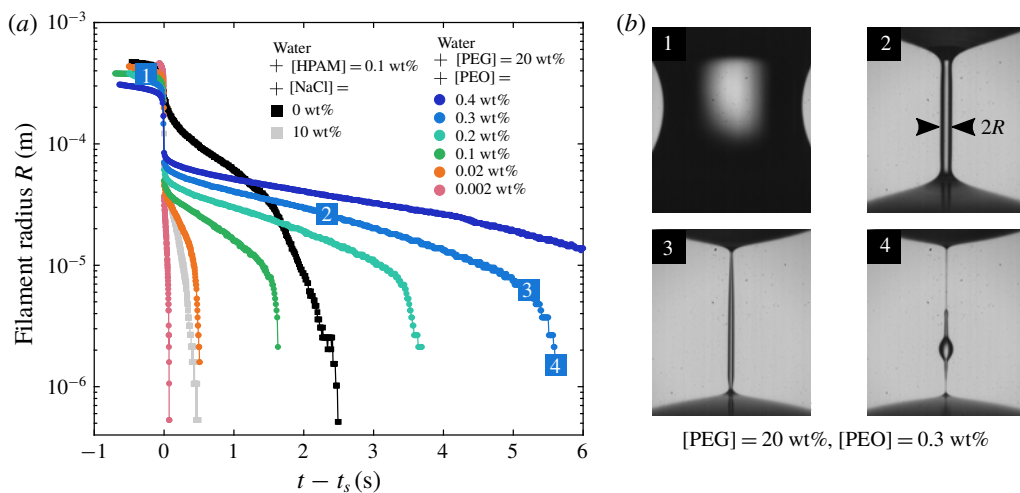 (a)
10⁻³
10⁻⁴
10⁻⁵
10⁻⁶
Filament radius R (m)
−1 0 1 2 3 4 5 6
t − tₛ (s)
Water
+ [HPAM] = 0.1 wt%
+ [NaCl] =
0 wt%
10 wt%
Water
+ [PEG] = 20 wt%
+ [PEO] =
0.4 wt%
0.3 wt%
0.2 wt%
0.1 wt%
0.02 wt%
0.002 wt%
1
2
3
4
(b)
1
2
2R
3
4
[PEG] = 20 wt%, [PEO] = 0.3 wt%